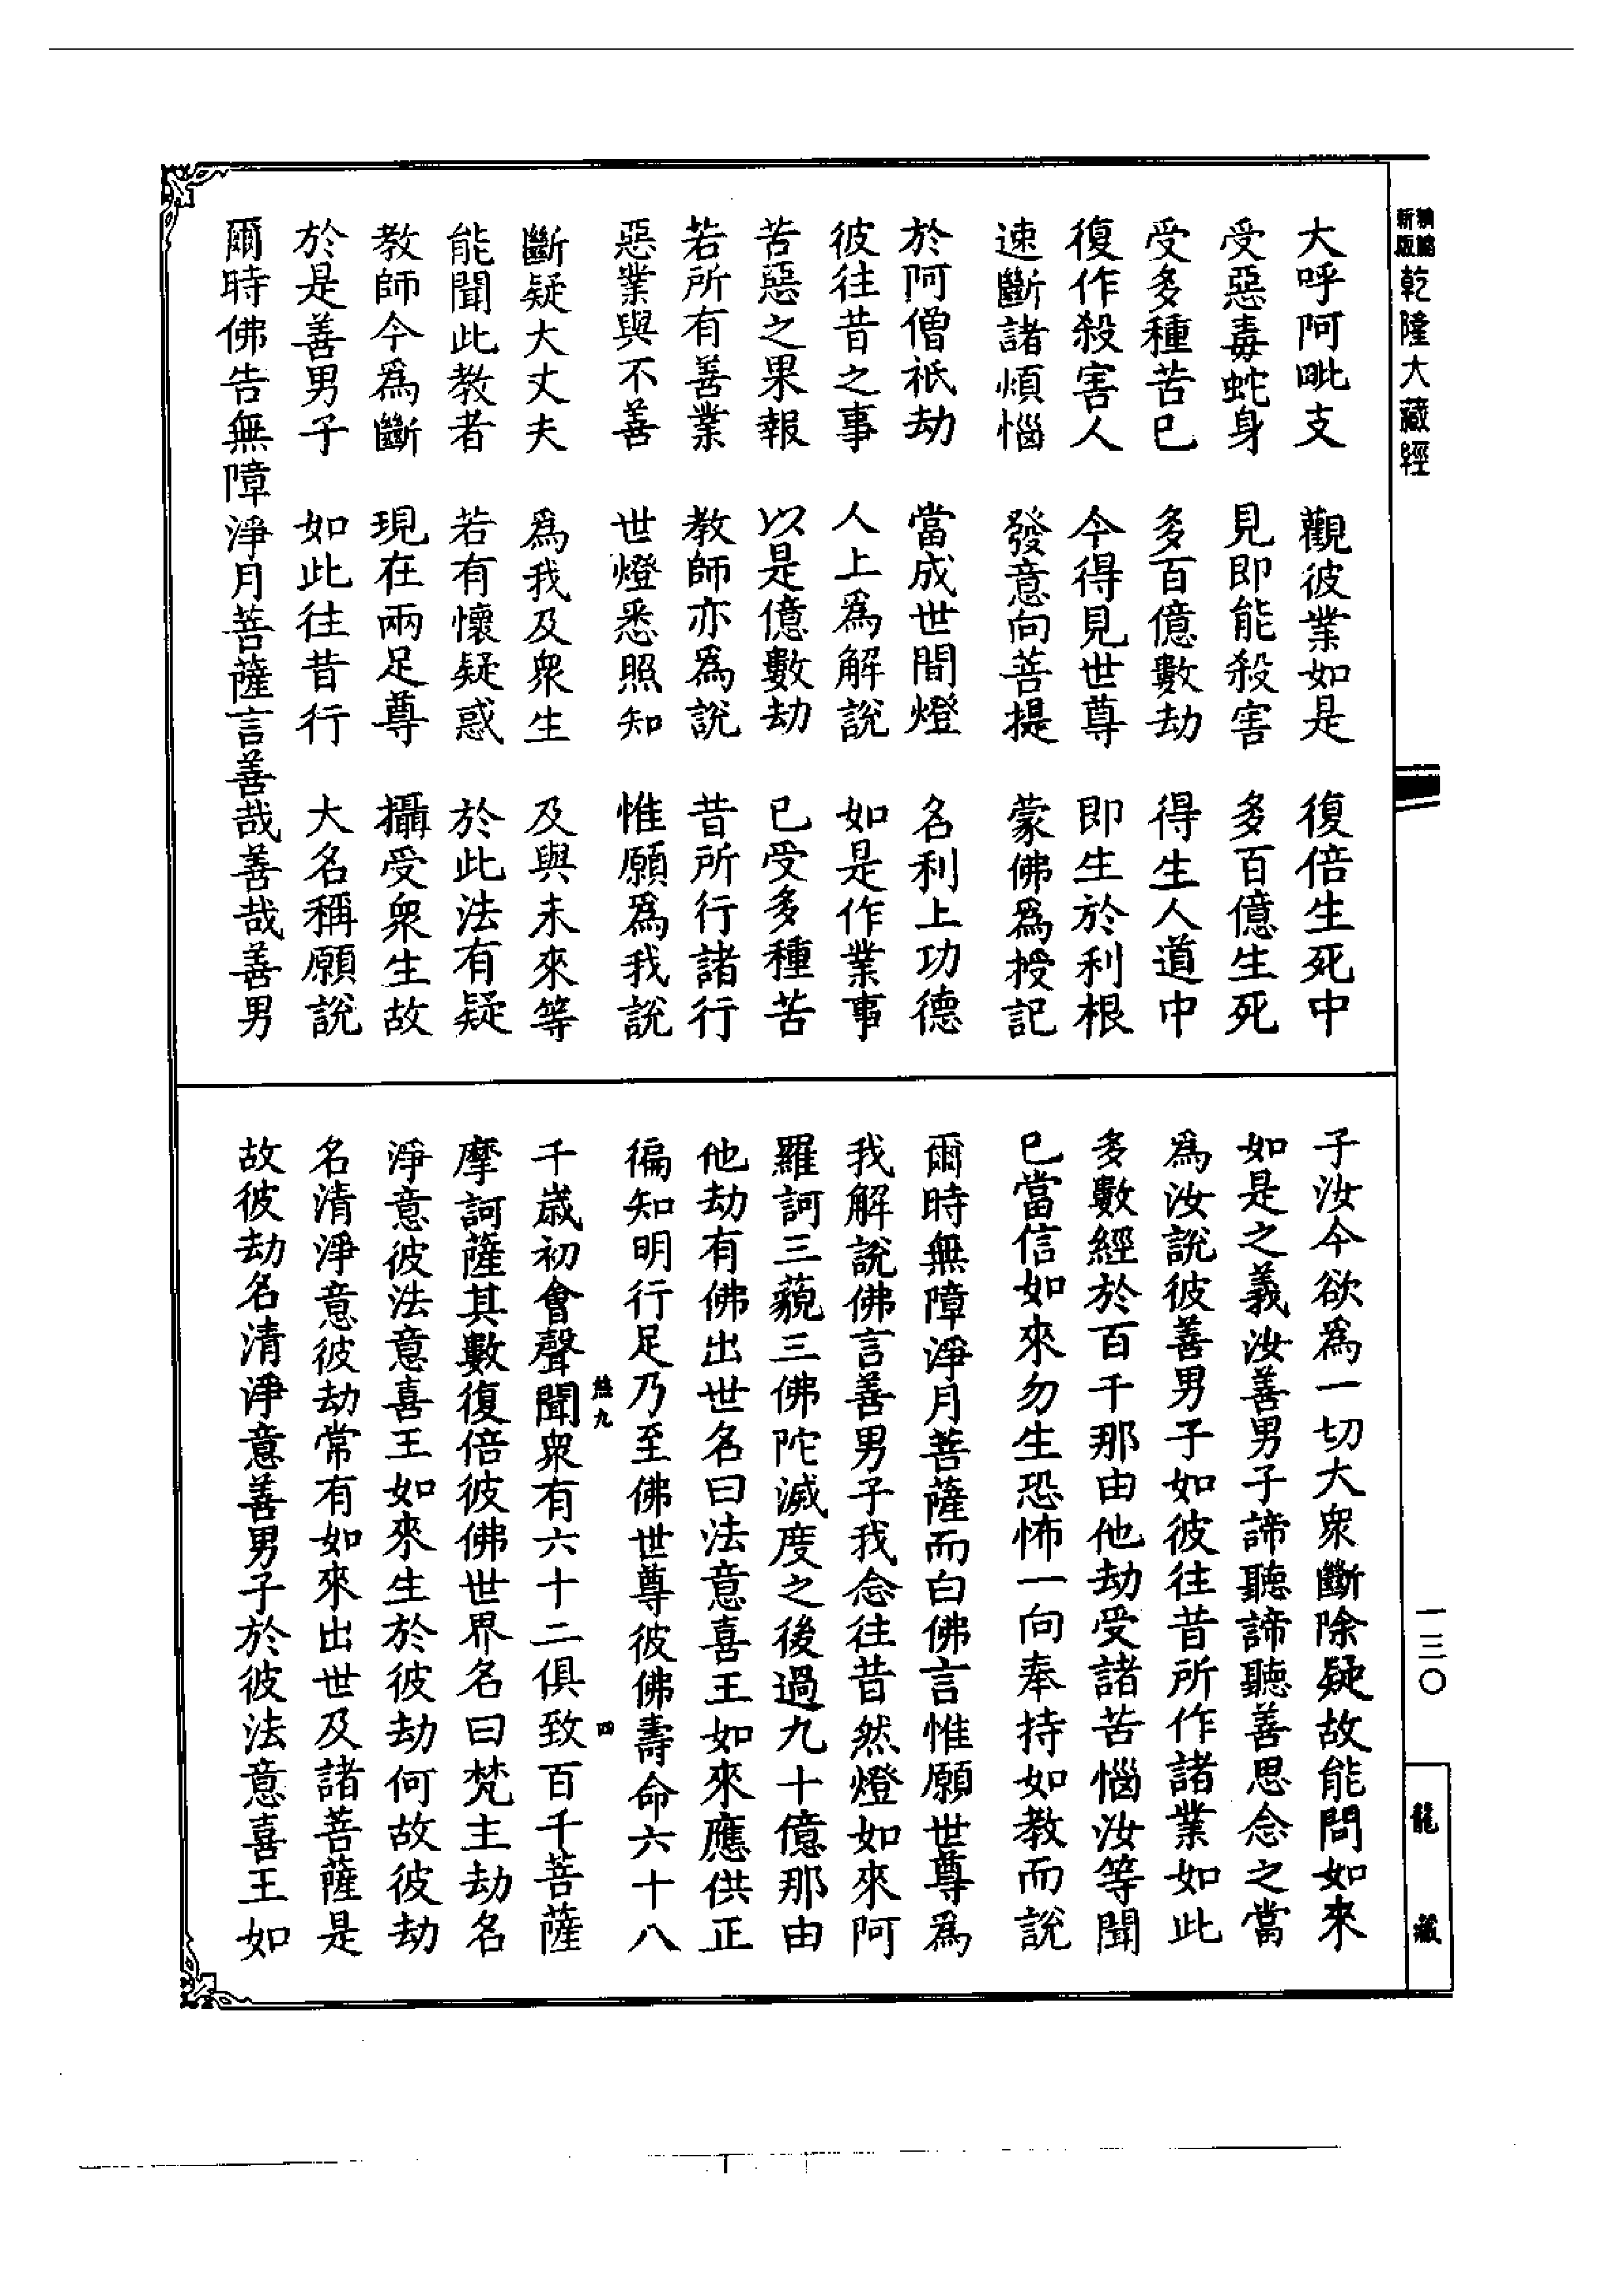 新編
新版
乾隆大藏經
大呼阿毗支　觀彼業如是　復倍生死中
受惡毒蛇身　見即能殺害　多百億生死
受多種苦已　多百億數劫　得生人道中
復作殺害人　今得見世尊　即生於利根
速斷諸煩惱　發意向菩提　蒙佛爲授記
於阿僧祇劫　當成世間燈　名利上功德
彼往昔之事　人上爲解說　如是作業事
苦惡之果報　以是億數劫　已受多種苦
若所有善業　教師亦爲說　昔所行諸行
惡業與不善　世燈悉照知　惟願爲我說
斷疑大丈夫　爲我及衆生　及與未來等
能聞此教者　若有懷疑惑　於此法有疑
教師今爲斷　現在兩足尊　攝受衆生故
於是善男子　如此往昔行　大名稱願說
爾時佛告無障淨月菩薩言善哉善哉善男
子汝今欲爲一切大衆斷除疑故能問如來
如是之義汝善男子諦聽諦聽善思念之當
爲汝說彼善男子如彼往昔所作諸業如此
多數經於百千那由他劫受諸苦惱汝等聞
已當信如來勿生恐怖一向奉持如教而說
爾時無障淨月菩薩而白佛言惟願世尊爲
我解說佛言善男子我念往昔然燈如來阿
羅訶三藐三佛陀滅度之後過九十億那由
他劫有佛出世名曰法意喜王如來應供正
徧知明行足乃至佛世尊彼佛壽命六十八
千歲初會聲聞衆有六十二俱致百千菩薩
摩訶薩其數復倍彼佛世界名曰梵主劫名
淨意彼法意喜王如來生於彼劫何故彼劫
名清淨意彼劫常有如來出世及諸菩薩是
故彼劫名清淨意善男子於彼法意喜王如
九
四
一三〇
龍　藏